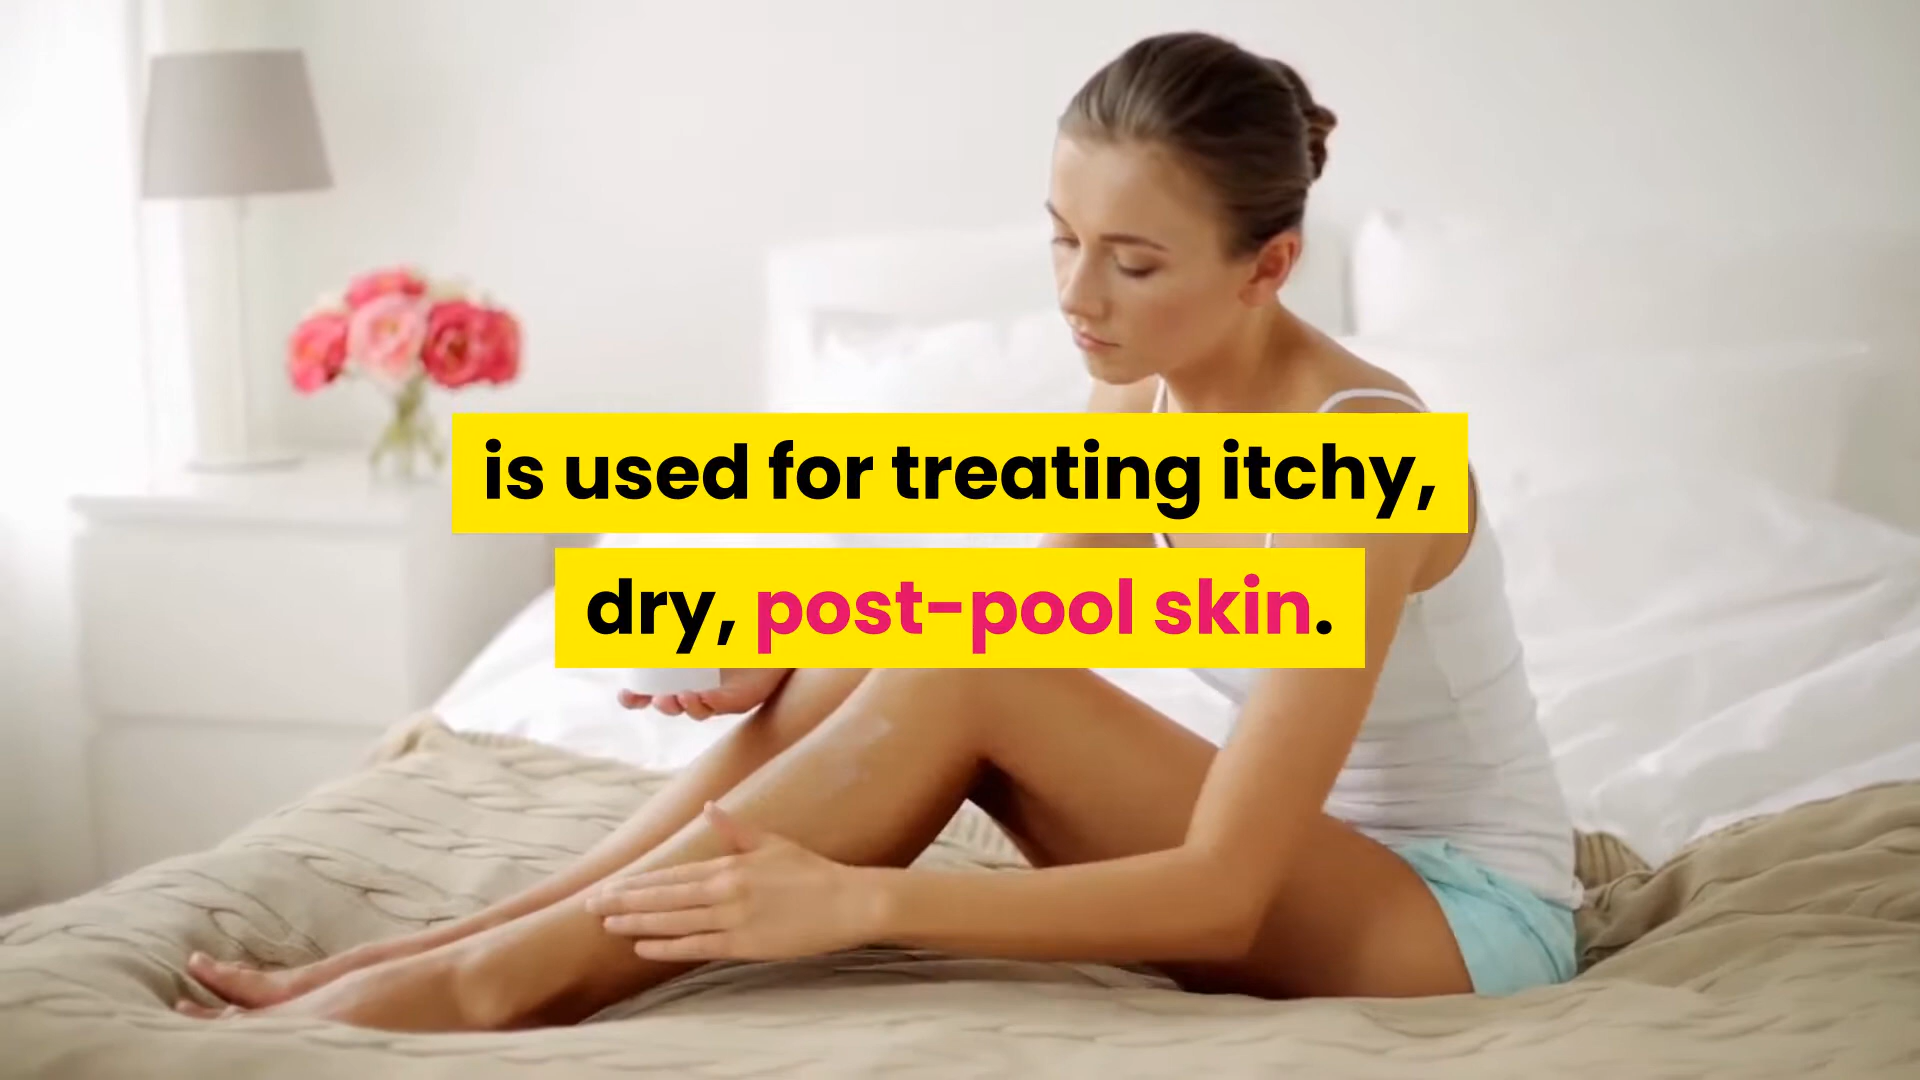 is used for treating itchy,
dry, post-pool skin.